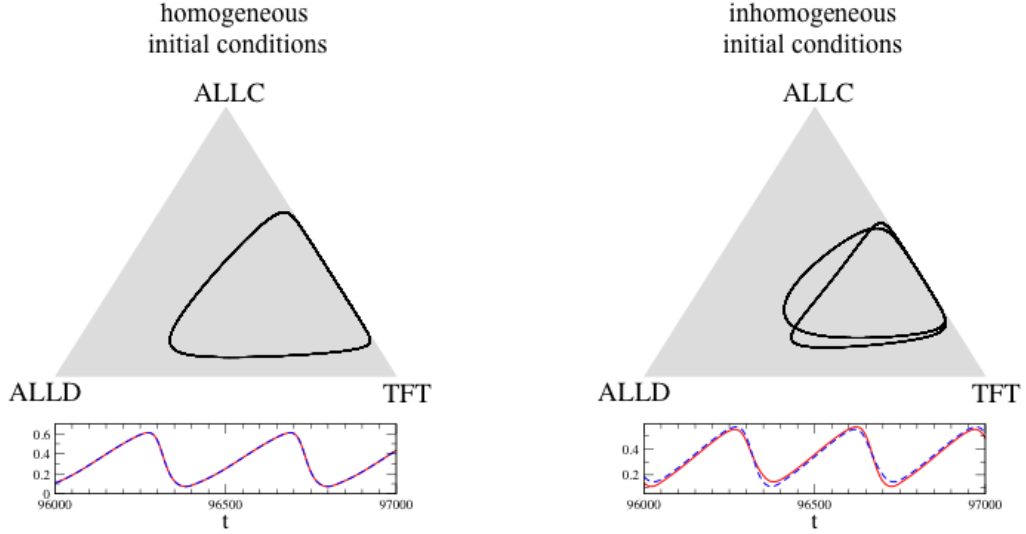 homogeneous
initial conditions
ALLC
ALLD
TFT
0.6
0.4
0.2
0
96000
96500
97000
t
inhomogeneous
initial conditions
ALLC
ALLD
TFT
0.4
0.2
96000
96500
97000
t